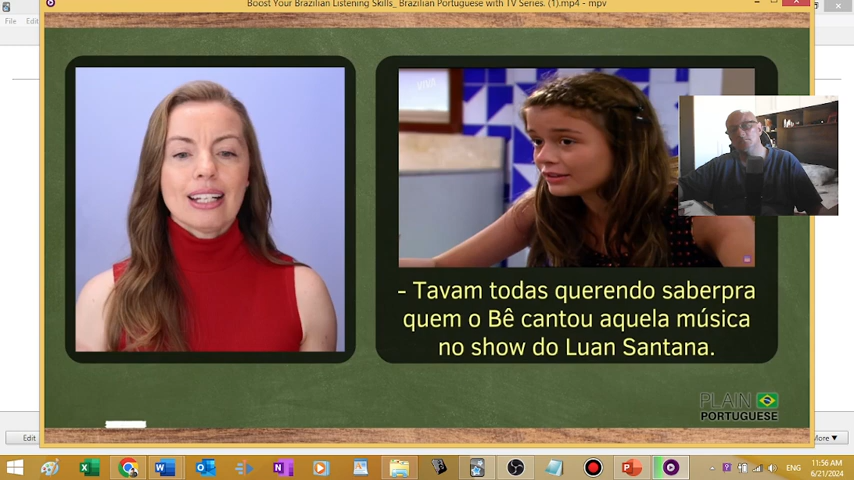 Boost Your Brazilian Listening Skills_ Brazilian Portuguese with TV Series. (1).mp4 - mpv
File Edit
VIVA
- Tavam todas querendo saberpra
quem o Bê cantou aquela música
no show do Luan Santana.
PLAIN
PORTUGUESE
Edit
More
ENG
11:56 AM
6/21/2024